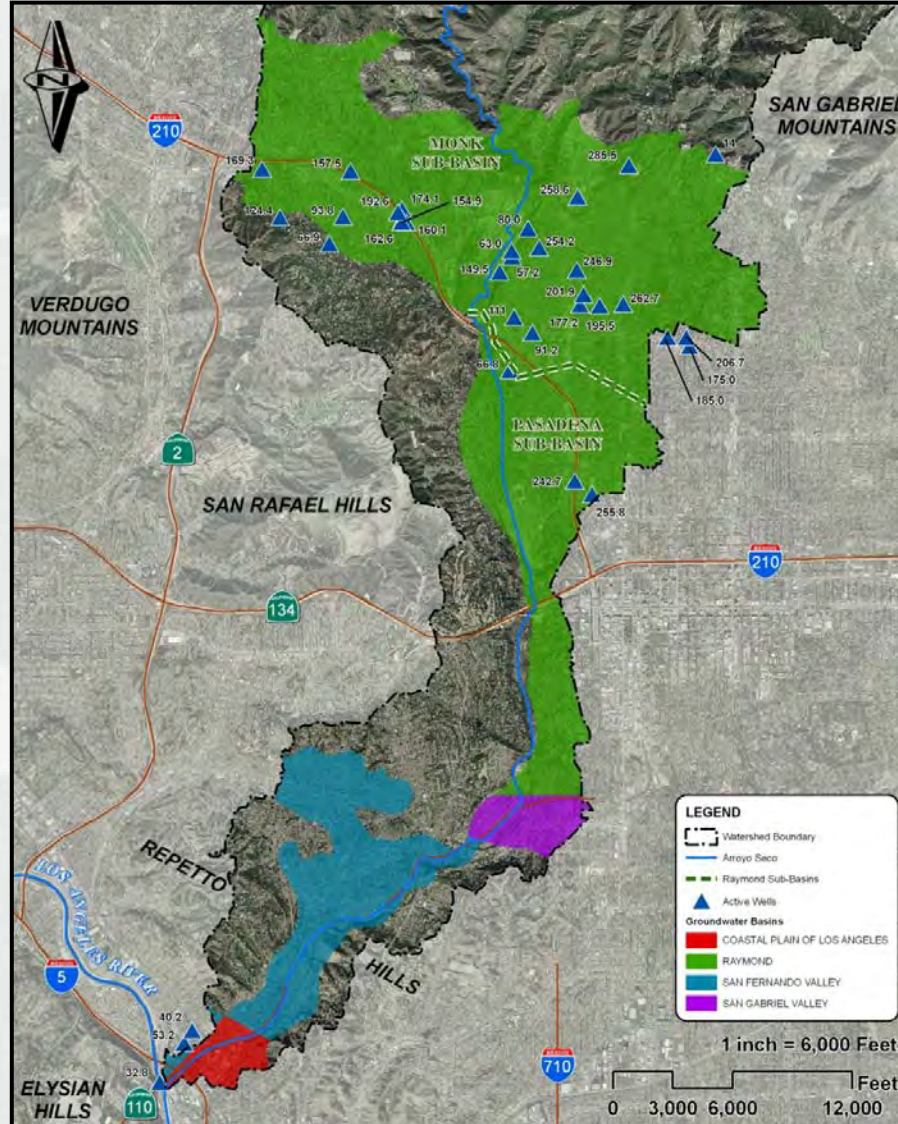 N
SAN GABRIEL
MOUNTAINS
210
MONK
SUB-BASIN
14
285.5
169.3
157.5
258.6
192.6
174.1
154.9
124.4
93.8
80.0
162.6
160.1
254.2
66.9
63.0
149.5
57.2
246.9
VERDUGO
MOUNTAINS
201.9
262.7
111
177.2
195.5
91.2
206.7
175.0
66.8
185.0
PASADENA
SUB-BASIN
2
242.7
SAN RAFAEL HILLS
255.8
210
134
REPETTO
HILLS
LOS ANGELES RIVER
5
40.2
53.2
32.8
ELYSIAN
HILLS
110
710
LEGEND
Watershed Boundary
Arroyo Seco
Raymond Sub-Basins
Active Wells
Groundwater Basins
COASTAL PLAIN OF LOS ANGELES
RAYMOND
SAN FERNANDO VALLEY
SAN GABRIEL VALLEY
1 inch = 6,000 Feet
Feet
0 3,000 6,000 12,000